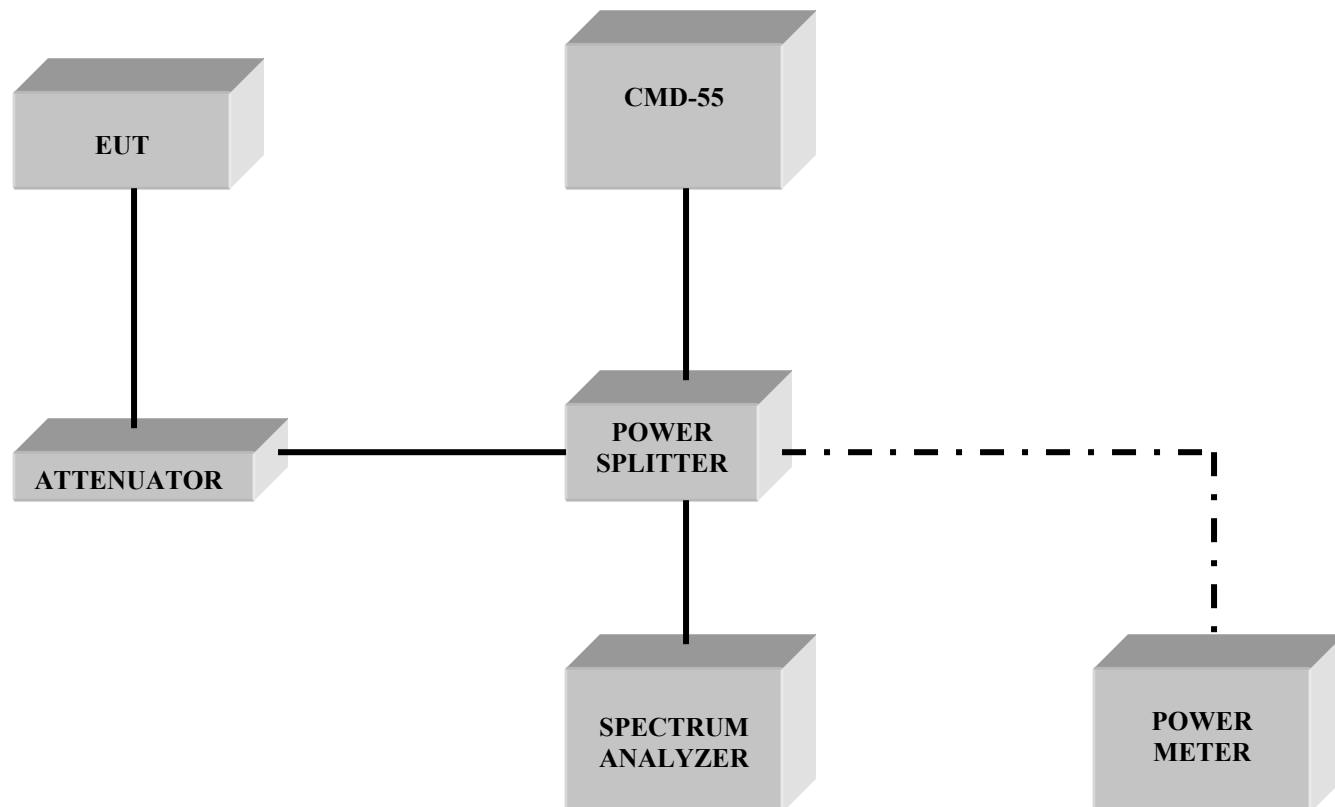 EUT
CMD-55
ATTENUATOR
POWER
SPLITTER
SPECTRUM
ANALYZER
POWER
METER